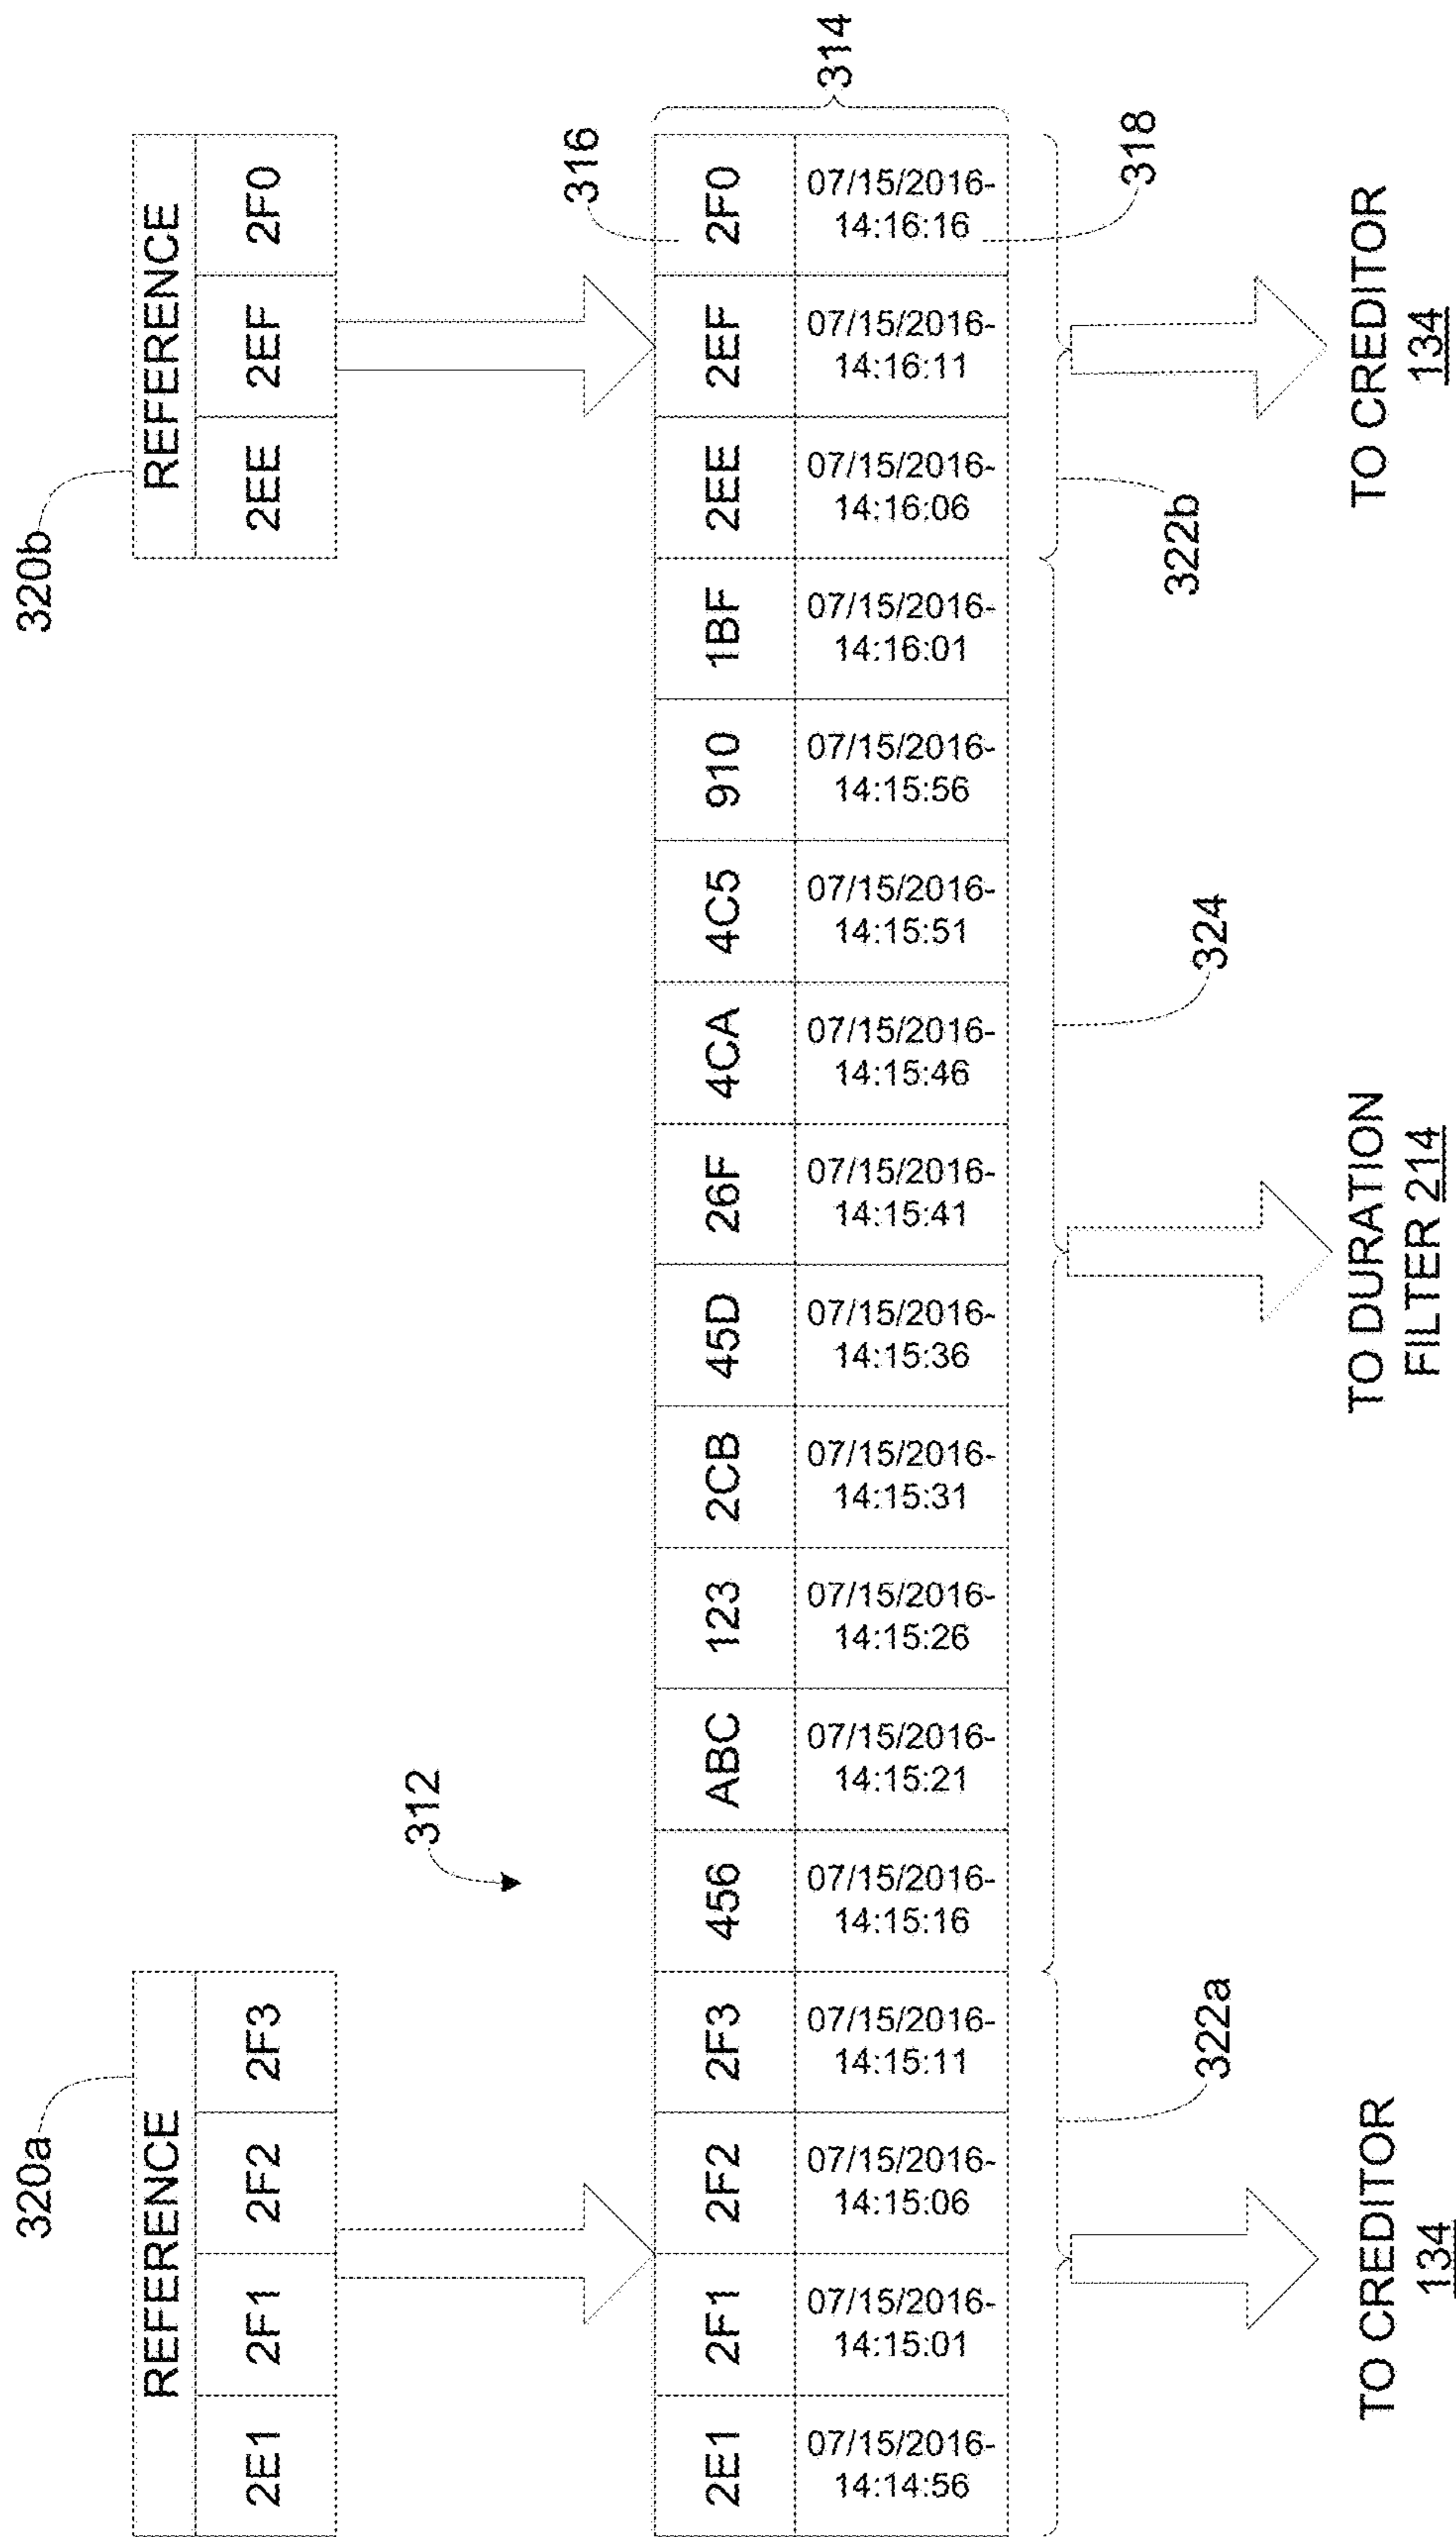 320a
320b
REFERENCE
2E1 2F1 2F2 2F3
REFERENCE
2EE 2EF 2F0
312
316
314
2E1 2F1 2F2 2F3 456 ABC 123 2CB 45D 26F 4CA 4C5 910 1BF 2EE 2EF 2F0
07/15/2016- 07/15/2016- 07/15/2016- 07/15/2016- 07/15/2016- 07/15/2016- 07/15/2016- 07/15/2016- 07/15/2016- 07/15/2016- 07/15/2016- 07/15/2016- 07/15/2016- 07/15/2016- 07/15/2016- 07/15/2016- 07/15/2016-
14:14:56 14:15:01 14:15:06 14:15:11 14:15:16 14:15:21 14:15:26 14:15:31 14:15:36 14:15:41 14:15:46 14:15:51 14:15:56 14:16:01 14:16:06 14:16:11 14:16:16
318
322a
324
322b
TO CREDITOR
134
TO DURATION
FILTER 214
TO CREDITOR
134